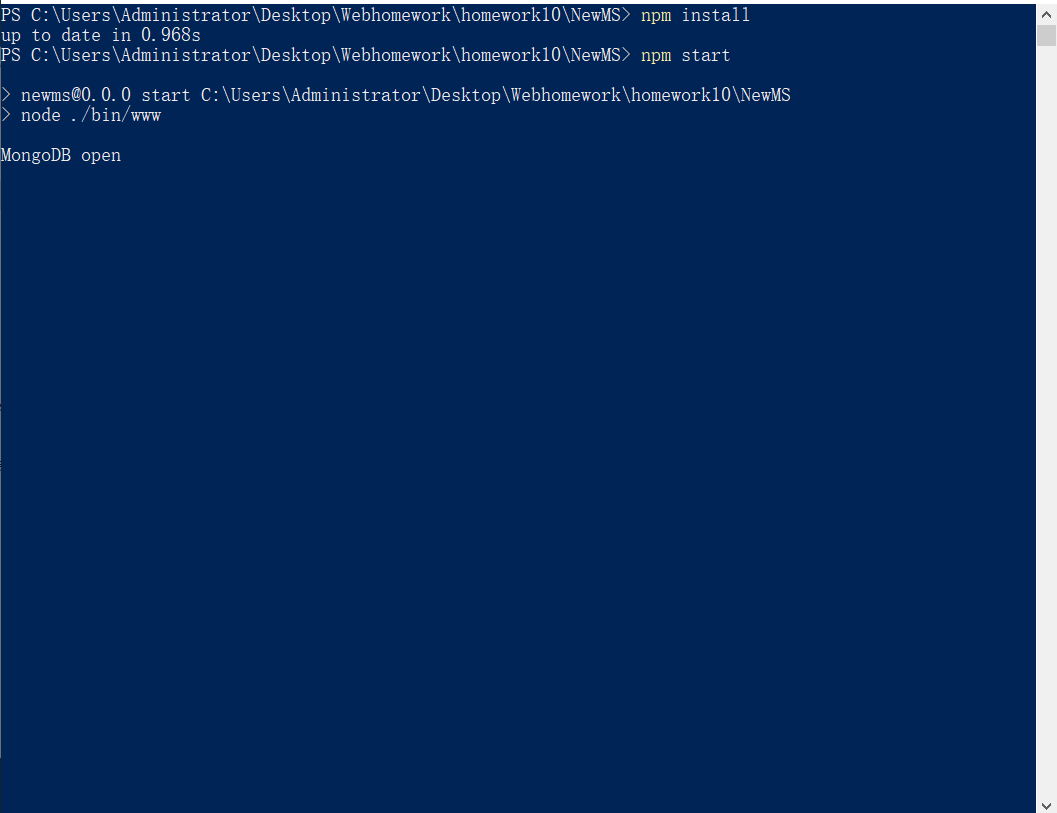 PS C:\Users\Administrator\Desktop\Webhomework\homework10\NewMS> npm install
up to date in 0.968s
PS C:\Users\Administrator\Desktop\Webhomework\homework10\NewMS> npm start
> newms@0.0.0 start C:\Users\Administrator\Desktop\Webhomework\homework10\NewMS
> node ./bin/www
MongoDB open